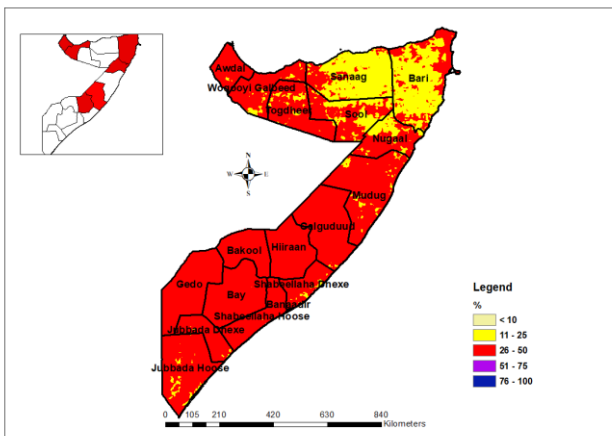 Awdal
Sanaag
Bari
Woqooyi Galbeed
Togdheer
Sool
Nugaal
N
W E
S
Mudug
Galguduud
Bakool
Hiiraan
Gedo
Shabeellaha Dhexe
Bay
Banaadir
Shabeellaha Hoose
Jubbada Dhexe
Jubbada Hoose
Legend
%
< 10
11 - 25
26 - 50
51 - 75
76 - 100
0 105 210 420 630 840
Kilometers